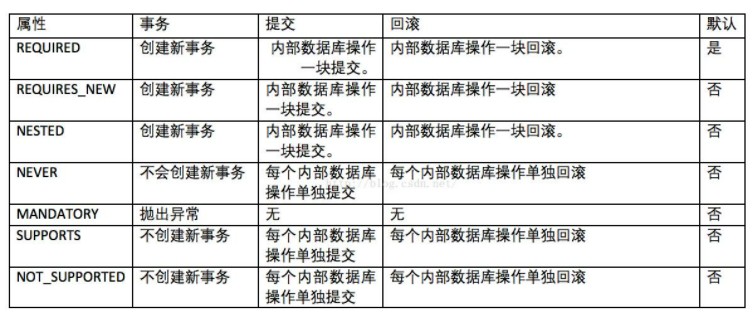 属性 事务 提交 回滚 默认
REQUIRED 创建新事务 内部数据库操作 内部数据库操作一块回滚。 是
一块提交。
REQUIRES_NEW 创建新事务 内部数据库操作 内部数据库操作一块回滚 否
一块提交。
NESTED 创建新事务 内部数据库操作 内部数据库操作一块回滚。 否
一块提交。
NEVER 不会创建新事务 每个内部数据库 每个内部数据库操作单独回滚 否
操作单独提交
MANDATORY 抛出异常 无 无 否
SUPPORTS 不创建新事务 每个内部数据库 每个内部数据库操作单独回滚 否
操作单独提交
NOT_SUPPORTED 不创建新事务 每个内部数据库 每个内部数据库操作单独回滚 否
操作单独提交